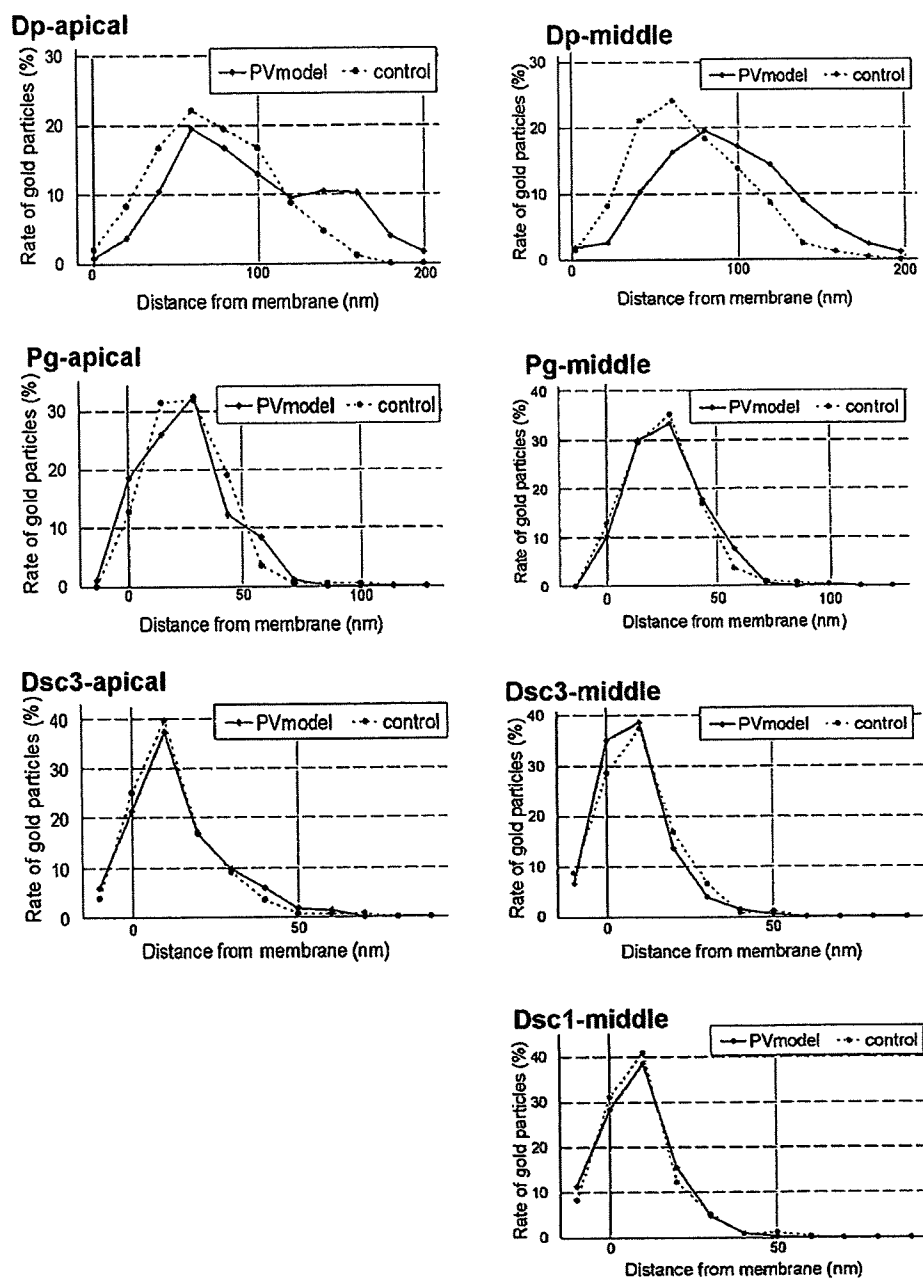 Dp-apical
Rate of gold particles (%)
PVmodel control
30
20
10
0
0 100 200
Distance from membrane (nm)
Dp-middle
Rate of gold particles (%)
PVmodel control
30
20
10
0
0 100 200
Distance from membrane (nm)
Pg-apical
Rate of gold particles (%)
PVmodel control
30
20
10
0
0 50 100
Distance from membrane (nm)
Pg-middle
Rate of gold particles (%)
PVmodel control
40
30
20
10
0
0 50 100
Distance from membrane (nm)
Dsc3-apical
Rate of gold particles (%)
PVmodel control
40
30
20
10
0
0 50
Distance from membrane (nm)
Dsc3-middle
Rate of gold particles (%)
PVmodel control
40
30
20
10
0
0 50
Distance from membrane (nm)
Dsc1-middle
Rate of gold particles (%)
PVmodel control
40
30
20
10
0
0 50
Distance from membrane (nm)